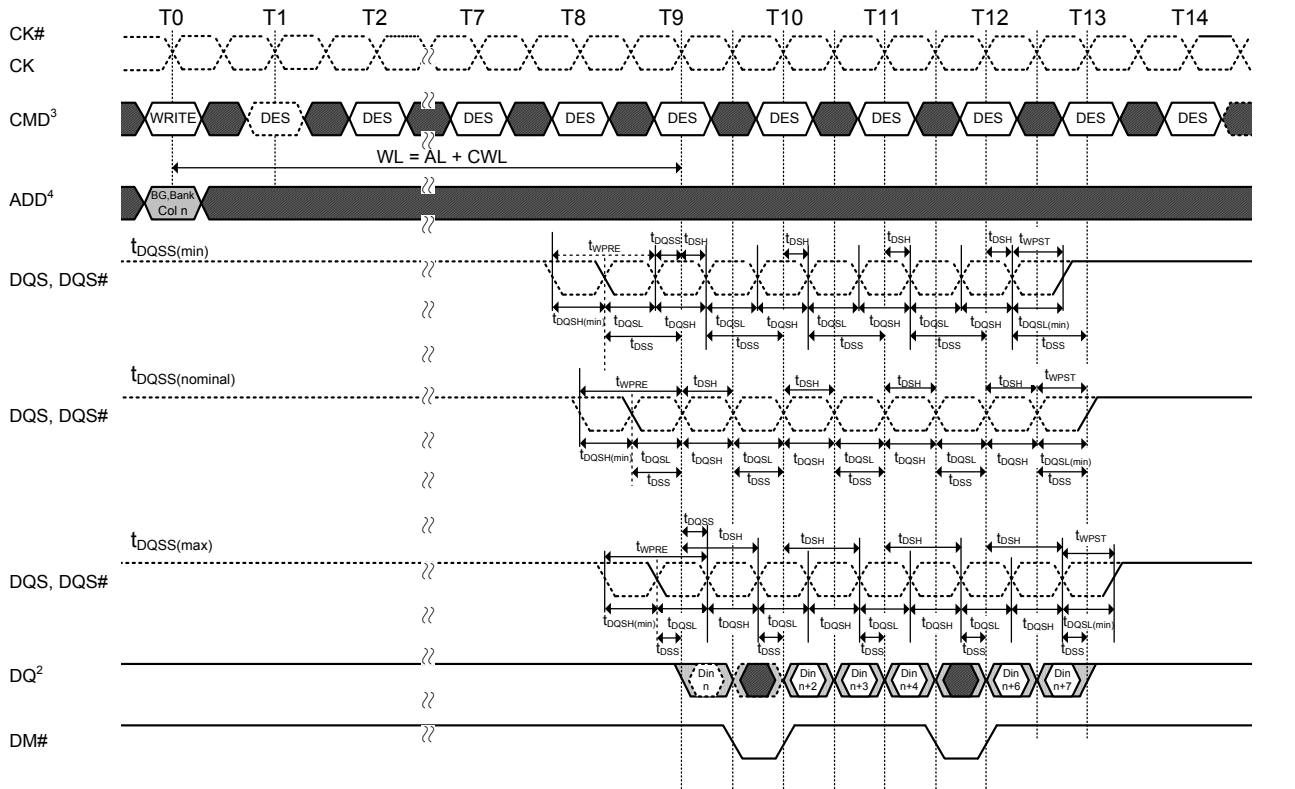 T0 T1 T2 T7 T8 T9 T10 T11 T12 T13 T14
CK#
CK
CMD3 WRITE DES DES DES DES DES DES DES DES DES DES
WL = AL + CWL
ADD4 BG,Bank
Col n
tDQSS(min) tWPRE tDQSS tDSH tDSH tDSH tDSH tWPST
DQS, DQS#
tDQSH(min) tDQSL tDQSH tDQSL tDQSH tDQSL tDQSH tDQSL tDQSH tDQSL(min)
tDSS tDSS tDSS tDSS tDSS
tDQSS(nominal) tWPRE tDSH tDSH tDSH tDSH tWPST
DQS, DQS#
tDQSH(min) tDQSL tDQSH tDQSL tDQSH tDQSL tDQSH tDQSL tDQSH tDQSL(min)
tDSS tDSS tDSS tDSS tDSS
tDQSS
tDQSS(max) tWPRE tDSH tDSH tDSH tDSH tWPST
DQS, DQS#
tDQSH(min) tDQSL tDQSH tDQSL tDQSH tDQSL tDQSH tDQSL tDQSH tDQSL(min)
tDSS tDSS tDSS tDSS tDSS
DQ2 Din Din Din Din Din Din
n n+2 n+3 n+4 n+6 n+7
DM#